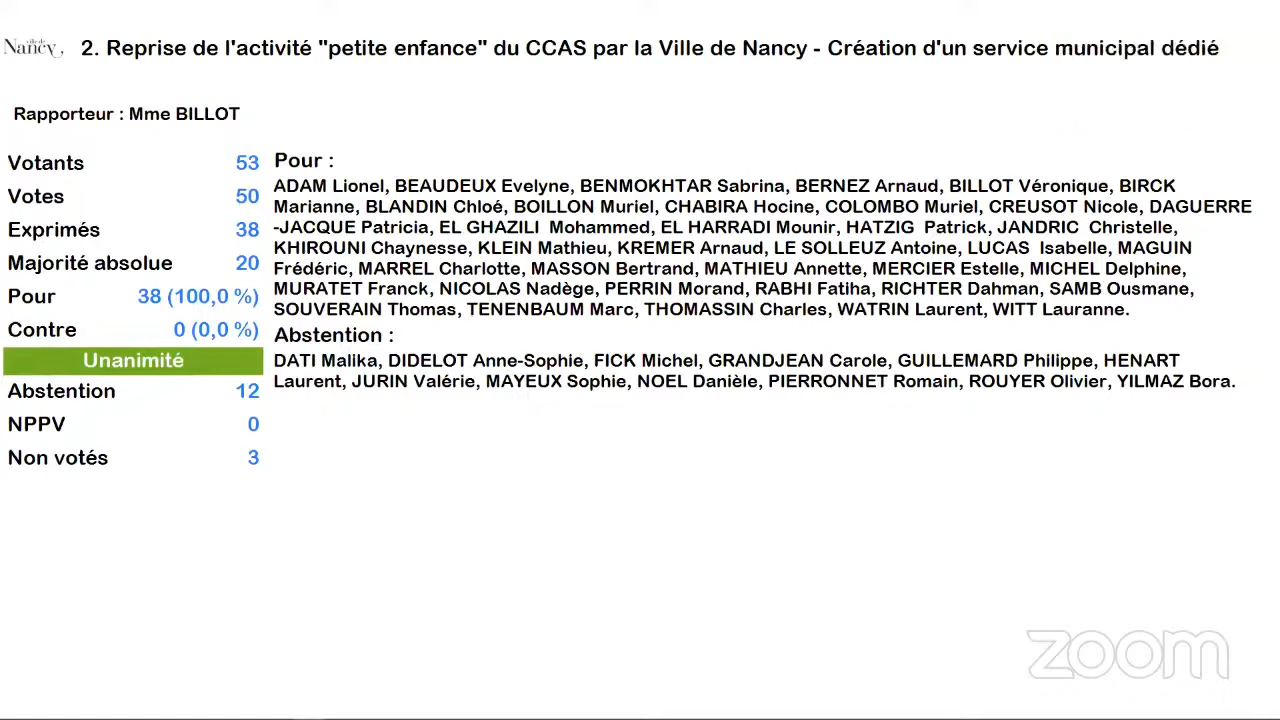 ville de
Nancy,
2. Reprise de l'activité "petite enfance" du CCAS par la Ville de Nancy - Création d'un service municipal dédié
Rapporteur : Mme BILLOT
Votants 53
Votes 50
Exprimés 38
Majorité absolue 20
Pour 38 (100,0 %)
Contre 0 (0,0 %)
Unanimité
Abstention 12
NPPV 0
Non votés 3
Pour :
ADAM Lionel, BEAUDEUX Evelyne, BENMOKHTAR Sabrina, BERNEZ Arnaud, BILLOT Véronique, BIRCK
Marianne, BLANDIN Chloé, BOILLON Muriel, CHABIRA Hocine, COLOMBO Muriel, CREUSOT Nicole, DAGUERRE
-JACQUE Patricia, EL GHAZILI Mohammed, EL HARRADI Mounir, HATZIG Patrick, JANDRIC Christelle,
KHIROUNI Chaynesse, KLEIN Mathieu, KREMER Arnaud, LE SOLLEUZ Antoine, LUCAS Isabelle, MAGUIN
Frédéric, MARREL Charlotte, MASSON Bertrand, MATHIEU Annette, MERCIER Estelle, MICHEL Delphine,
MURATET Franck, NICOLAS Nadège, PERRIN Morand, RABHI Fatiha, RICHTER Dahman, SAMB Ousmane,
SOUVERAIN Thomas, TENENBAUM Marc, THOMASSIN Charles, WATRIN Laurent, WITT Lauranne.
Abstention :
DATI Malika, DIDELOT Anne-Sophie, FICK Michel, GRANDJEAN Carole, GUILLEMARD Philippe, HENART
Laurent, JURIN Valérie, MAYEUX Sophie, NOEL Danièle, PIERRONNET Romain, ROUYER Olivier, YILMAZ Bora.
zoom